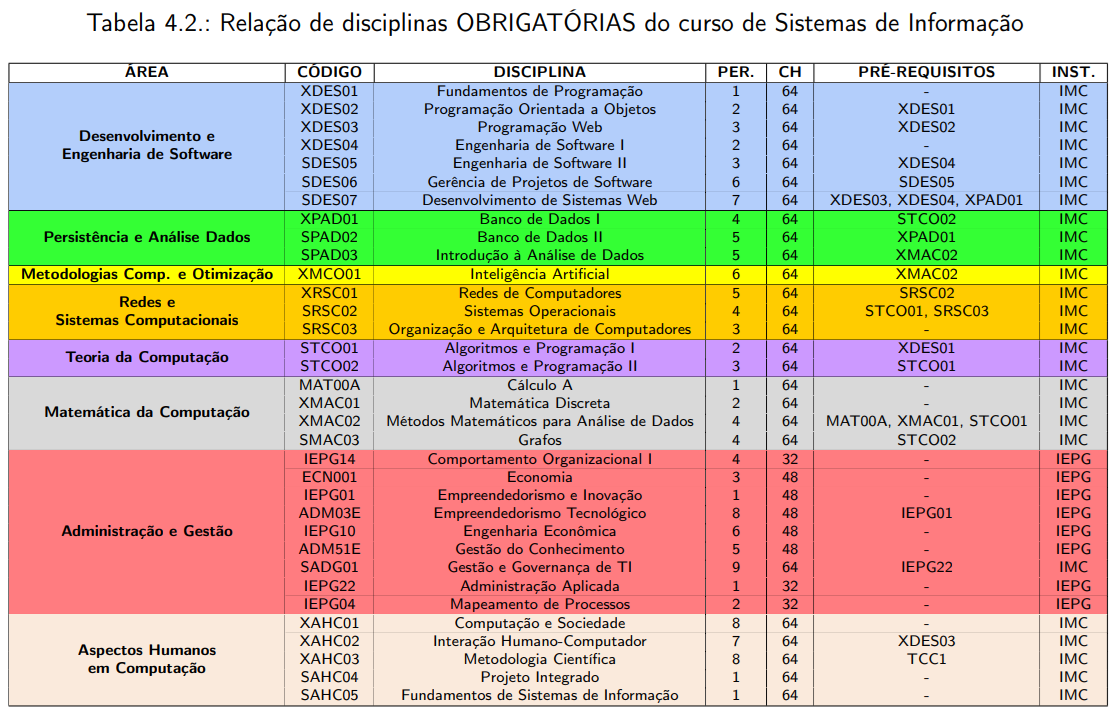 Tabela 4.2.: Relação de disciplinas OBRIGATÓRIAS do curso de Sistemas de Informação
ÁREA CÓDIGO DISCIPLINA PER. CH PRÉ-REQUISITOS INST.
Desenvolvimento e
Engenharia de Software
XDES01 Fundamentos de Programação 1 64 - IMC
XDES02 Programação Orientada a Objetos 2 64 XDES01 IMC
XDES03 Programação Web 3 64 XDES02 IMC
XDES04 Engenharia de Software I 2 64 - IMC
SDES05 Engenharia de Software II 3 64 XDES04 IMC
SDES06 Gerência de Projetos de Software 6 64 SDES05 IMC
SDES07 Desenvolvimento de Sistemas Web 7 64 XDES03, XDES04, XPAD01 IMC
Persistência e Análise Dados
XPAD01 Banco de Dados I 4 64 STCO02 IMC
SPAD02 Banco de Dados II 5 64 XPAD01 IMC
SPAD03 Introdução à Análise de Dados 5 64 XMAC02 IMC
Metodologias Comp. e Otimização XMCO01 Inteligência Artificial 6 64 XMAC02 IMC
Redes e
Sistemas Computacionais
XRSC01 Redes de Computadores 5 64 SRSC02 IMC
SRSC02 Sistemas Operacionais 4 64 STCO01, SRSC03 IMC
SRSC03 Organização e Arquitetura de Computadores 3 64 - IMC
Teoria da Computação
STCO01 Algoritmos e Programação I 2 64 XDES01 IMC
STCO02 Algoritmos e Programação II 3 64 STCO01 IMC
Matemática da Computação
MAT00A Cálculo A 1 64 - IMC
XMAC01 Matemática Discreta 2 64 - IMC
XMAC02 Métodos Matemáticos para Análise de Dados 4 64 MAT00A, XMAC01, STCO01 IMC
SMAC03 Grafos 4 64 STCO02 IMC
Administração e Gestão
IEPG14 Comportamento Organizacional I 4 32 - IEPG
ECN001 Economia 3 48 - IEPG
IEPG01 Empreendedorismo e Inovação 1 48 - IEPG
ADM03E Empreendedorismo Tecnológico 8 48 IEPG01 IEPG
IEPG10 Engenharia Econômica 6 48 - IEPG
ADM51E Gestão do Conhecimento 5 48 - IEPG
SADG01 Gestão e Governança de TI 9 64 IEPG22 IMC
IEPG22 Administração Aplicada 1 32 - IEPG
IEPG04 Mapeamento de Processos 2 32 - IEPG
Aspectos Humanos
em Computação
XAHC01 Computação e Sociedade 8 64 - IMC
XAHC02 Interação Humano-Computador 7 64 XDES03 IMC
XAHC03 Metodologia Científica 8 64 TCC1 IMC
SAHC04 Projeto Integrado 1 64 - IMC
SAHC05 Fundamentos de Sistemas de Informação 1 64 - IMC